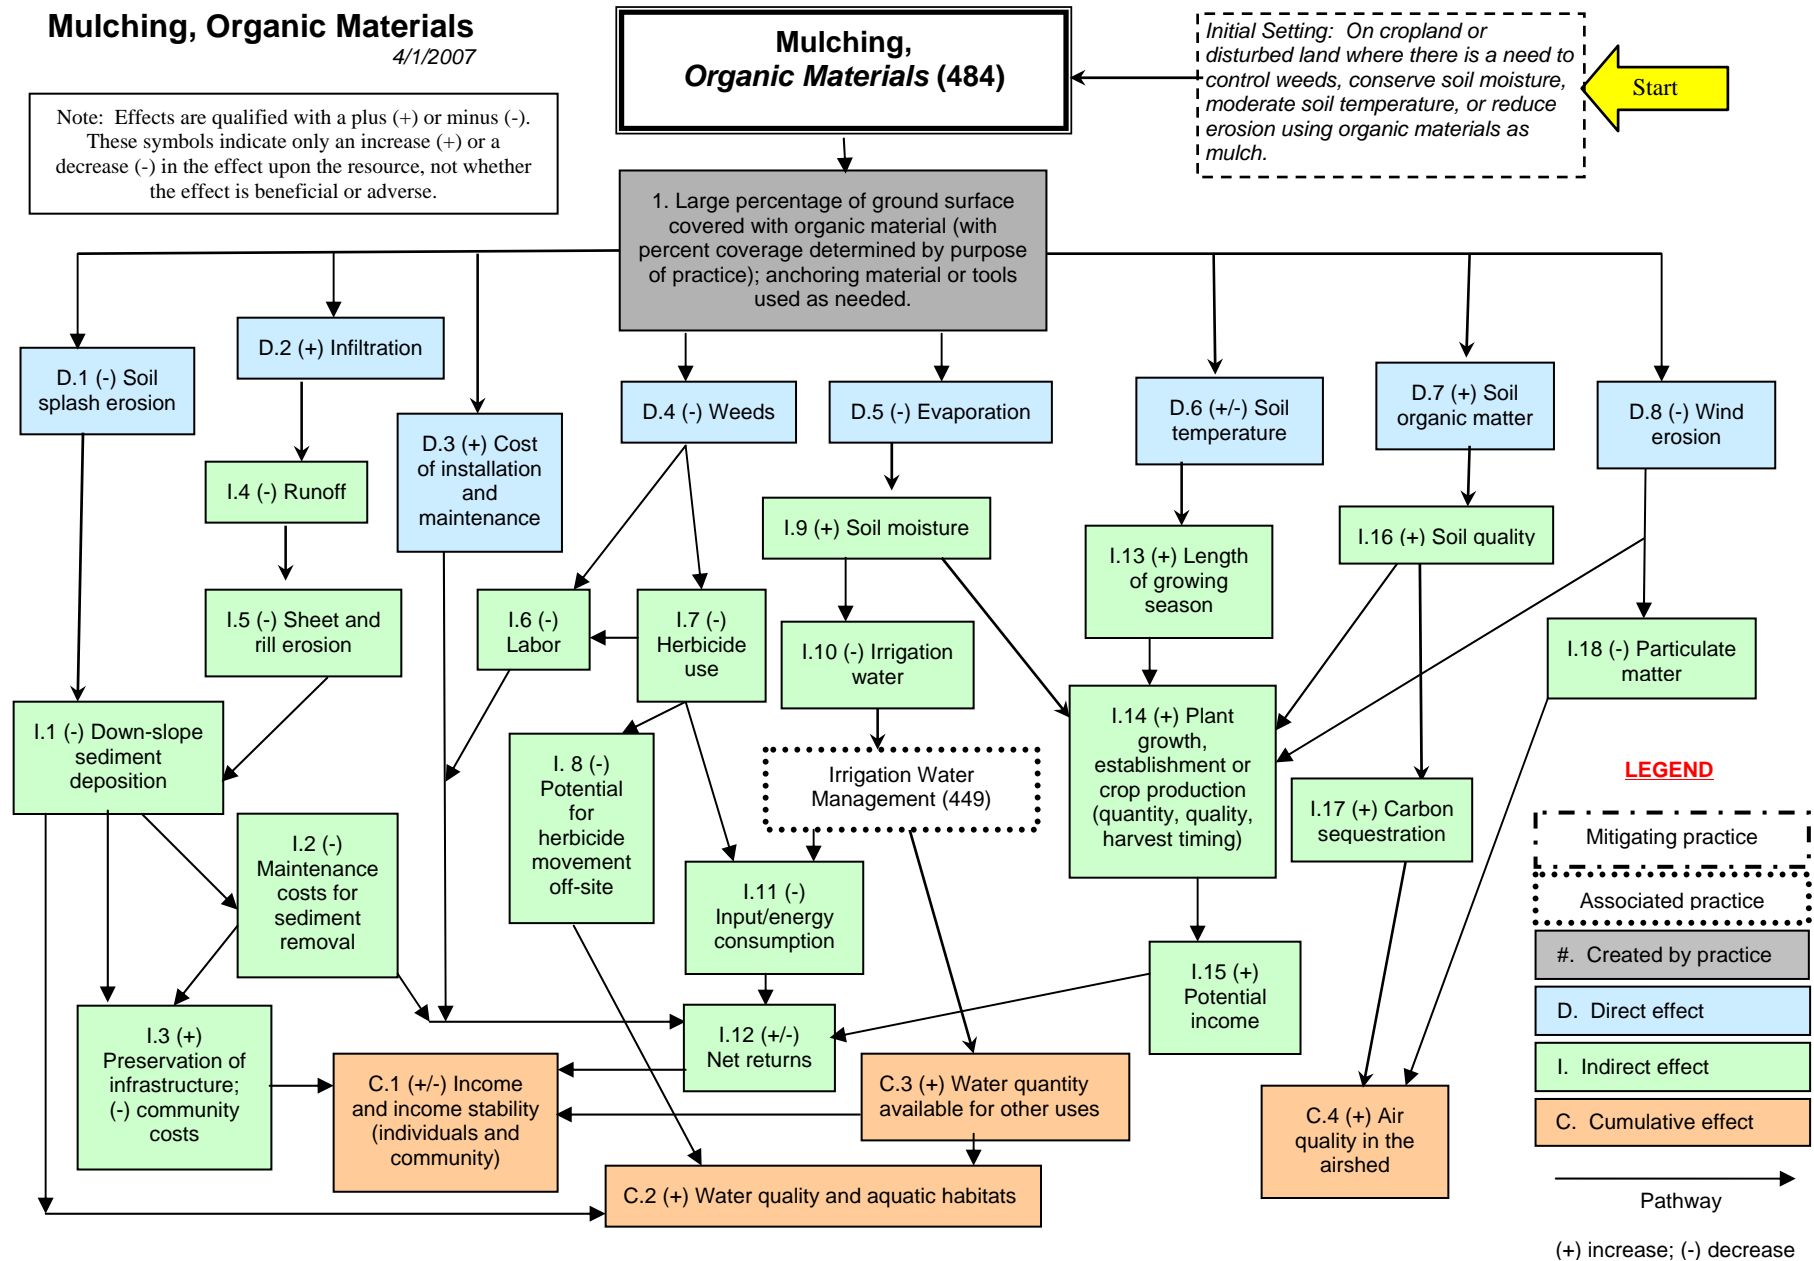 Mulching, Organic Materials
4/1/2007
Mulching,
Organic Materials (484)
Initial Setting:  On cropland or
disturbed land where there is a need to
control weeds, conserve soil moisture,
moderate soil temperature, or reduce
erosion using organic materials as
mulch.
Start
Note:  Effects are qualified with a plus (+) or minus (-).
These symbols indicate only an increase (+) or a
decrease (-) in the effect upon the resource, not whether
the effect is beneficial or adverse.
1. Large percentage of ground surface
covered with organic material (with
percent coverage determined by purpose
of practice); anchoring material or tools
used as needed.
D.1 (-) Soil
splash erosion
D.2 (+) Infiltration
D.3 (+) Cost
of installation
and
maintenance
D.4 (-) Weeds
D.5 (-) Evaporation
D.6 (+/-) Soil
temperature
D.7 (+) Soil
organic matter
D.8 (-) Wind
erosion
I.4 (-) Runoff
I.9 (+) Soil moisture
I.13 (+) Length
of growing
season
I.16 (+) Soil quality
I.5 (-) Sheet and
rill erosion
I.6 (-)
Labor
I.7 (-)
Herbicide
use
I.10 (-) Irrigation
water
I.18 (-) Particulate
matter
I.1 (-) Down-slope
sediment
deposition
I. 8 (-)
Potential
for
herbicide
movement
off-site
Irrigation Water
Management (449)
I.14 (+) Plant
growth,
establishment or
crop production
(quantity, quality,
harvest timing)
I.17 (+) Carbon
sequestration
I.2 (-)
Maintenance
costs for
sediment
removal
I.11 (-)
Input/energy
consumption
I.15 (+)
Potential
income
I.3 (+)
Preservation of
infrastructure;
(-) community
costs
I.12 (+/-)
Net returns
C.1 (+/-) Income
and income stability
(individuals and
community)
C.3 (+) Water quantity
available for other uses
C.4 (+) Air
quality in the
airshed
C.2 (+) Water quality and aquatic habitats
LEGEND
Mitigating practice
Associated practice
#.  Created by practice
D.  Direct effect
I.  Indirect effect
C.  Cumulative effect
Pathway
(+) increase; (-) decrease